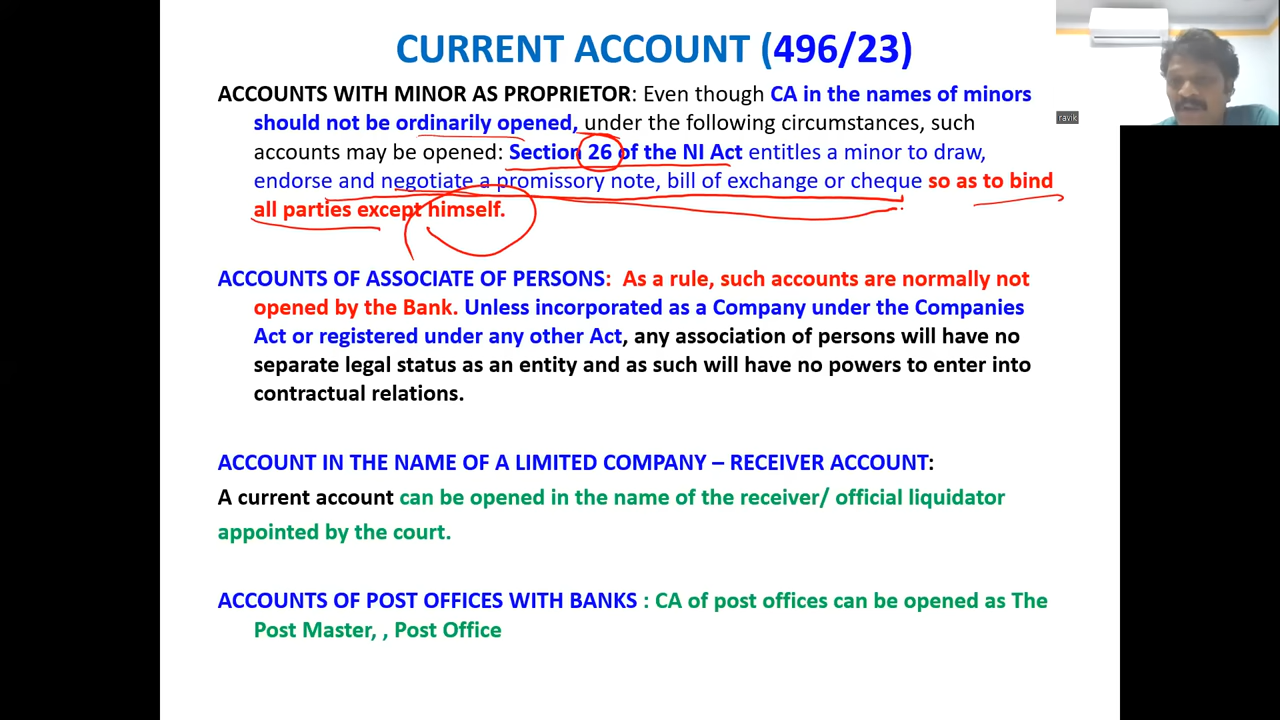 CURRENT ACCOUNT (496/23)
ravik
ACCOUNTS WITH MINOR AS PROPRIETOR: Even though CA in the names of minors
should not be ordinarily opened, under the following circumstances, such
accounts may be opened: Section 26 of the NI Act entitles a minor to draw,
endorse and negotiate a promissory note, bill of exchange or cheque so as to bind
all parties except himself.
ACCOUNTS OF ASSOCIATE OF PERSONS: As a rule, such accounts are normally not
opened by the Bank. Unless incorporated as a Company under the Companies
Act or registered under any other Act, any association of persons will have no
separate legal status as an entity and as such will have no powers to enter into
contractual relations.
ACCOUNT IN THE NAME OF A LIMITED COMPANY – RECEIVER ACCOUNT:
A current account can be opened in the name of the receiver/ official liquidator
appointed by the court.
ACCOUNTS OF POST OFFICES WITH BANKS : CA of post offices can be opened as The
Post Master, , Post Office